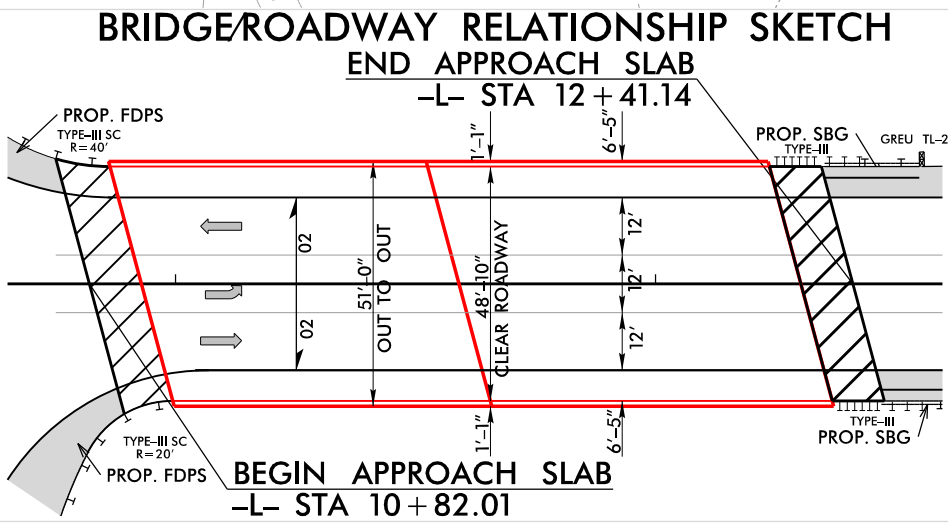 BRIDGE/ROADWAY RELATIONSHIP SKETCH
END APPROACH SLAB
-L- STA 12+41.14
PROP. FDPS
TYPE-III SC
R=40'
1'-1"
6'-5"
PROP. SBG
TYPE-III
GREU TL-2
02
02
51'-0"
OUT TO OUT
48'-10"
CLEAR ROADWAY
12'
12'
12'
TYPE-III SC
R=20'
PROP. FDPS
1'-1"
6'-5"
TYPE-III
PROP. SBG
BEGIN APPROACH SLAB
-L- STA 10+82.01